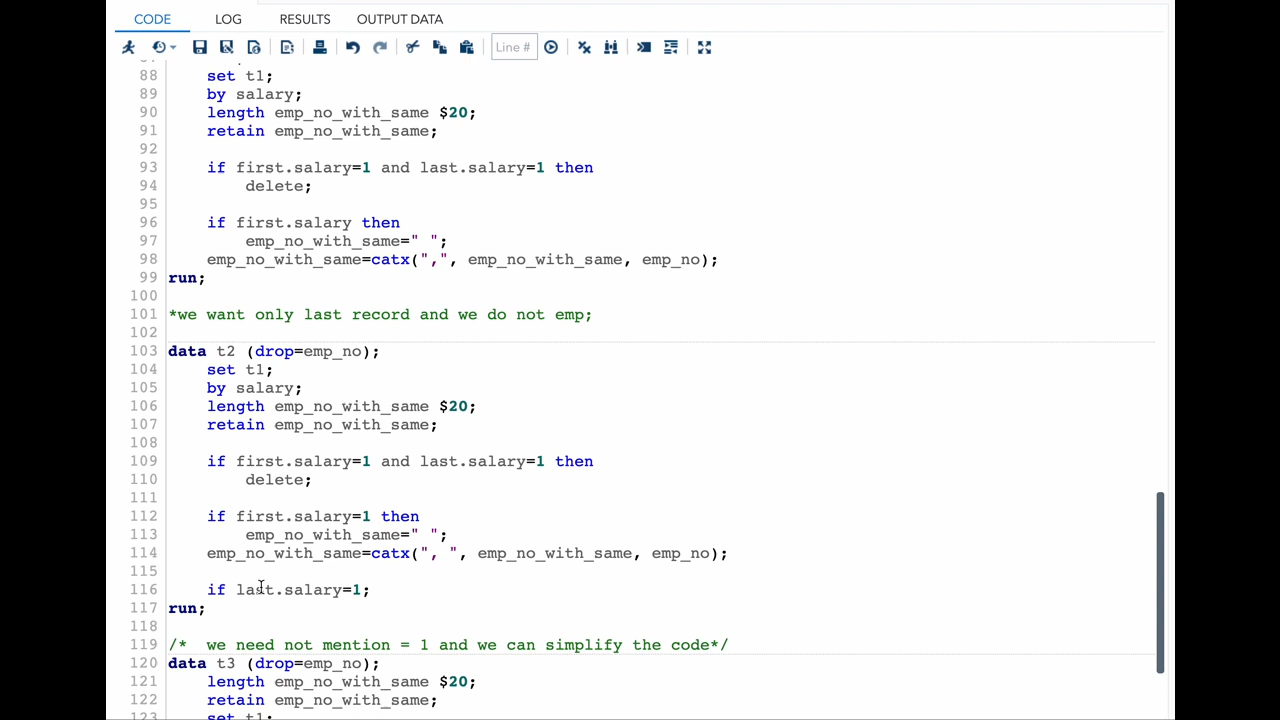 CODE LOG RESULTS OUTPUT DATA
Line #
88 set t1;
89 by salary;
90 length emp_no_with_same $20;
91 retain emp_no_with_same;
92
93 if first.salary=1 and last.salary=1 then
94 delete;
95
96 if first.salary then
97 emp_no_with_same=" ";
98 emp_no_with_same=catx(",", emp_no_with_same, emp_no);
99 run;
100
101 *we want only last record and we do not emp;
102
103 data t2 (drop=emp_no);
104 set t1;
105 by salary;
106 length emp_no_with_same $20;
107 retain emp_no_with_same;
108
109 if first.salary=1 and last.salary=1 then
110 delete;
111
112 if first.salary=1 then
113 emp_no_with_same=" ";
114 emp_no_with_same=catx(", ", emp_no_with_same, emp_no);
115
116 if last.salary=1;
117 run;
118
119 /*  we need not mention = 1 and we can simplify the code*/
120 data t3 (drop=emp_no);
121 length emp_no_with_same $20;
122 retain emp_no_with_same;
123 set t1;